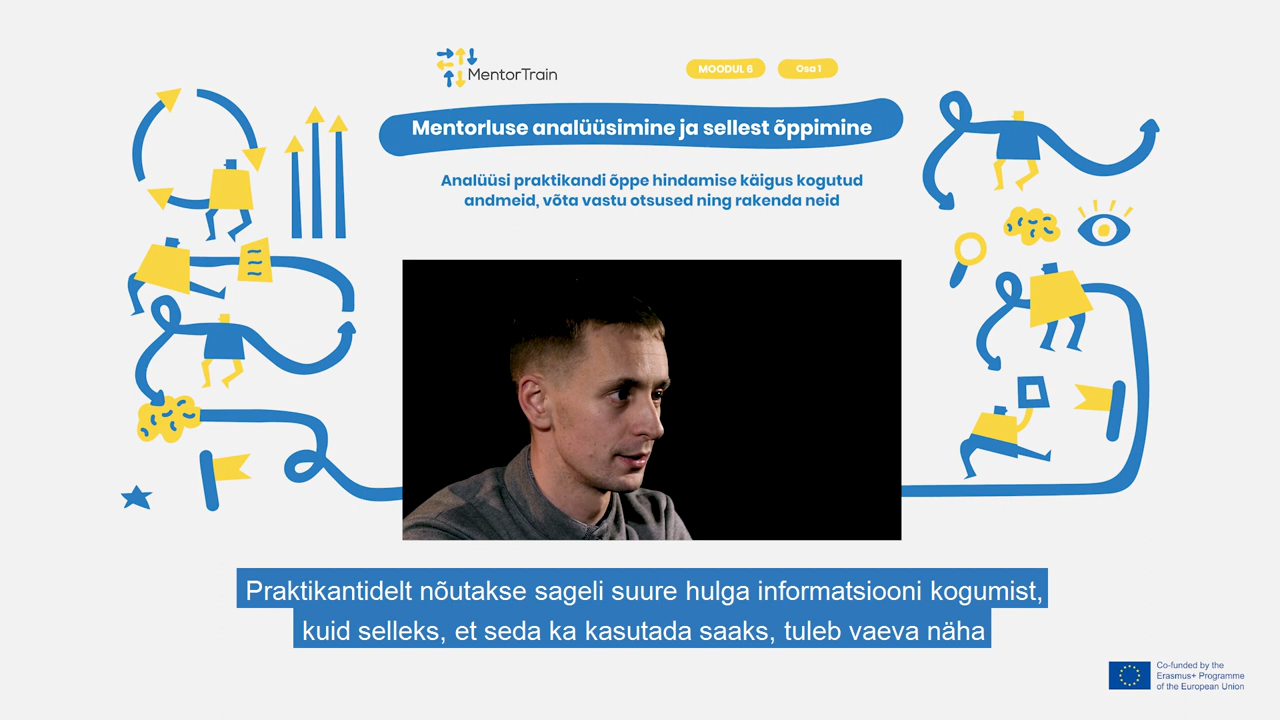 MentorTrain
MOODUL 6
Osa 1
Mentorluse analüüsimine ja sellest õppimine
Analüüsi praktikandi õppe hindamise käigus kogutud
andmeid, võta vastu otsused ning rakenda neid
Praktikantidelt nõutakse sageli suure hulga informatsiooni kogumist,
kuid selleks, et seda ka kasutada saaks, tuleb vaeva näha
Co-funded by the
Erasmus+ Programme
of the European Union